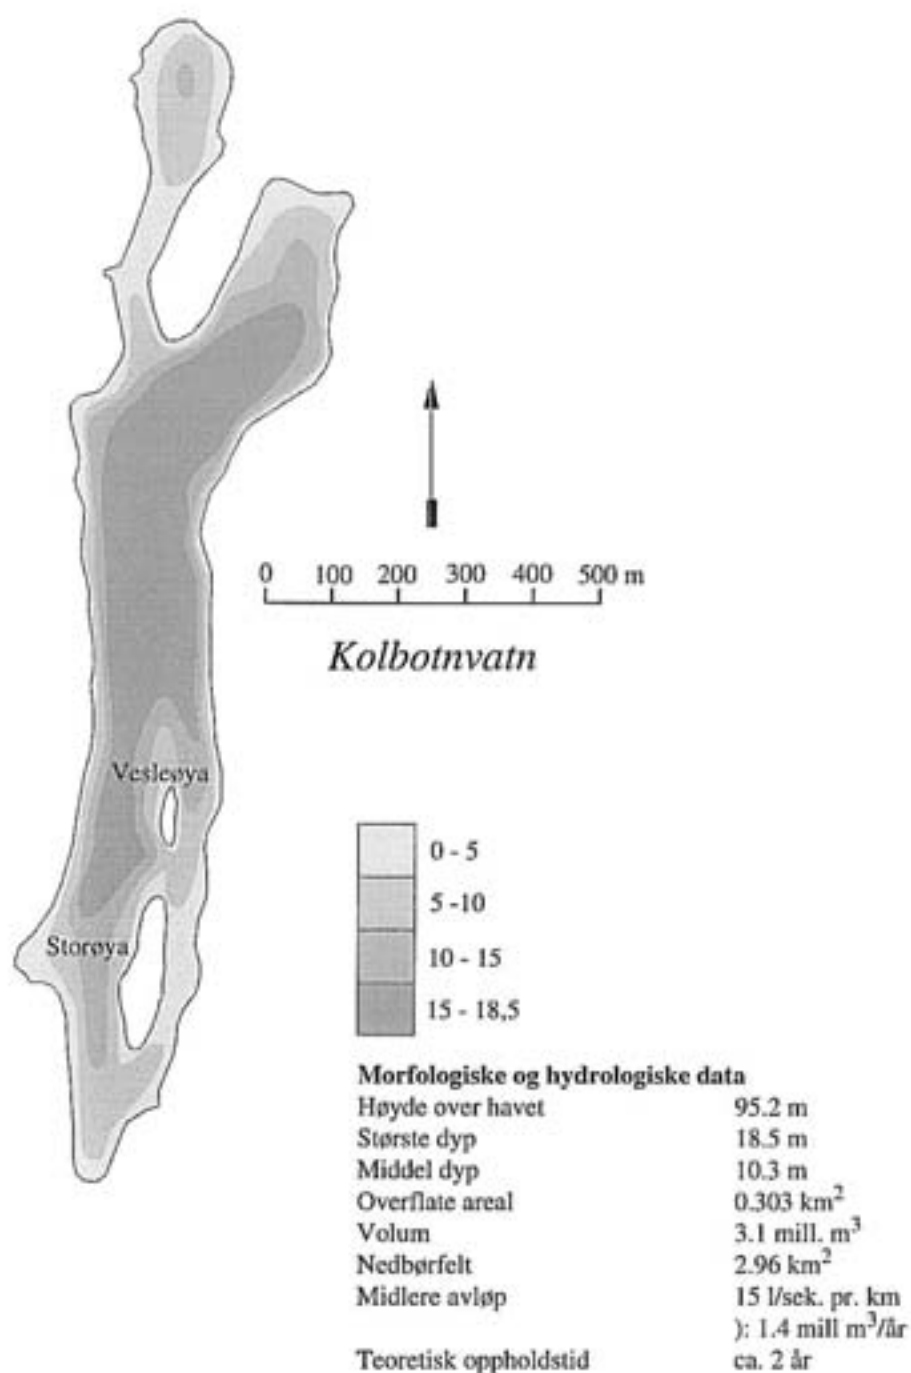 0 100 200 300 400 500 m
Kolbotnvatn
Vesleøya
Storøya
0 - 5
5 -10
10 - 15
15 - 18,5
Morfologiske og hydrologiske data
Høyde over havet 95.2 m
Største dyp 18.5 m
Middel dyp 10.3 m
Overflate areal 0.303 km²
Volum 3.1 mill. m³
Nedbørfelt 2.96 km²
Midlere avløp 15 l/sek. pr. km
): 1.4 mill m³/år
Teoretisk oppholdstid ca. 2 år